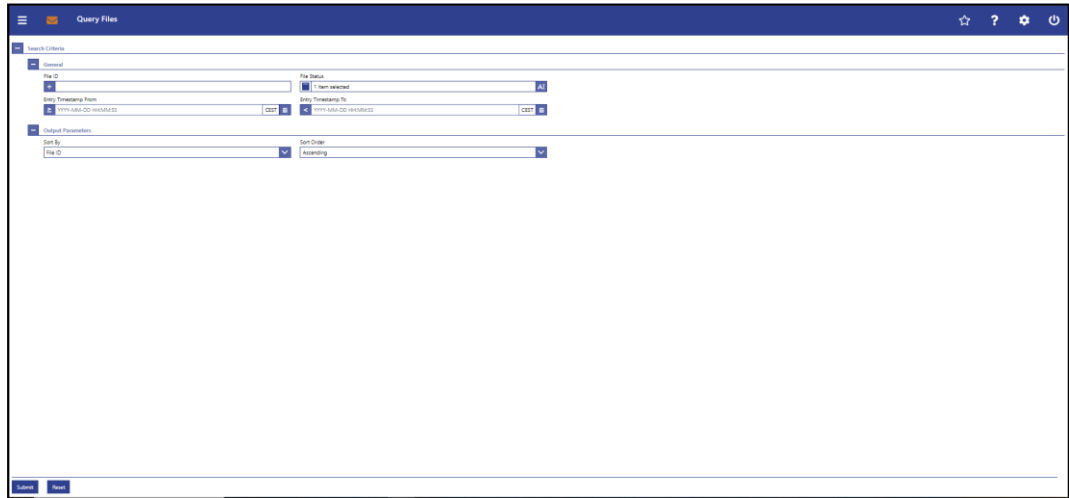 Query Files
?
Search Criteria
General
File ID
File Status
1 item selected
AI
Entry Timestamp From
Entry Timestamp To
≥ YYYY-MM-DD HH:MM:SS CEST
< YYYY-MM-DD HH:MM:SS CEST
Output Parameters
Sort By
Sort Order
File ID
Ascending
Submit Reset